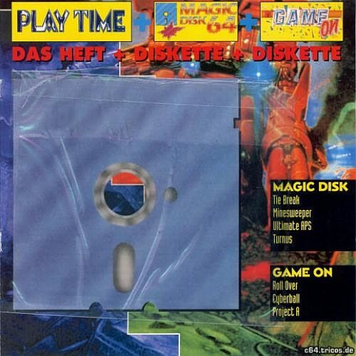 PLAY TIME + MAGIC DISK 64 + GAME on
DAS HEFT + DISKETTE + DISKETTE
MAGIC DISK
Tie Break
Minesweeper
Ultimate APS
Turnus
GAME ON
Roll Over
Cyberball
Project A
c64.tricos.de